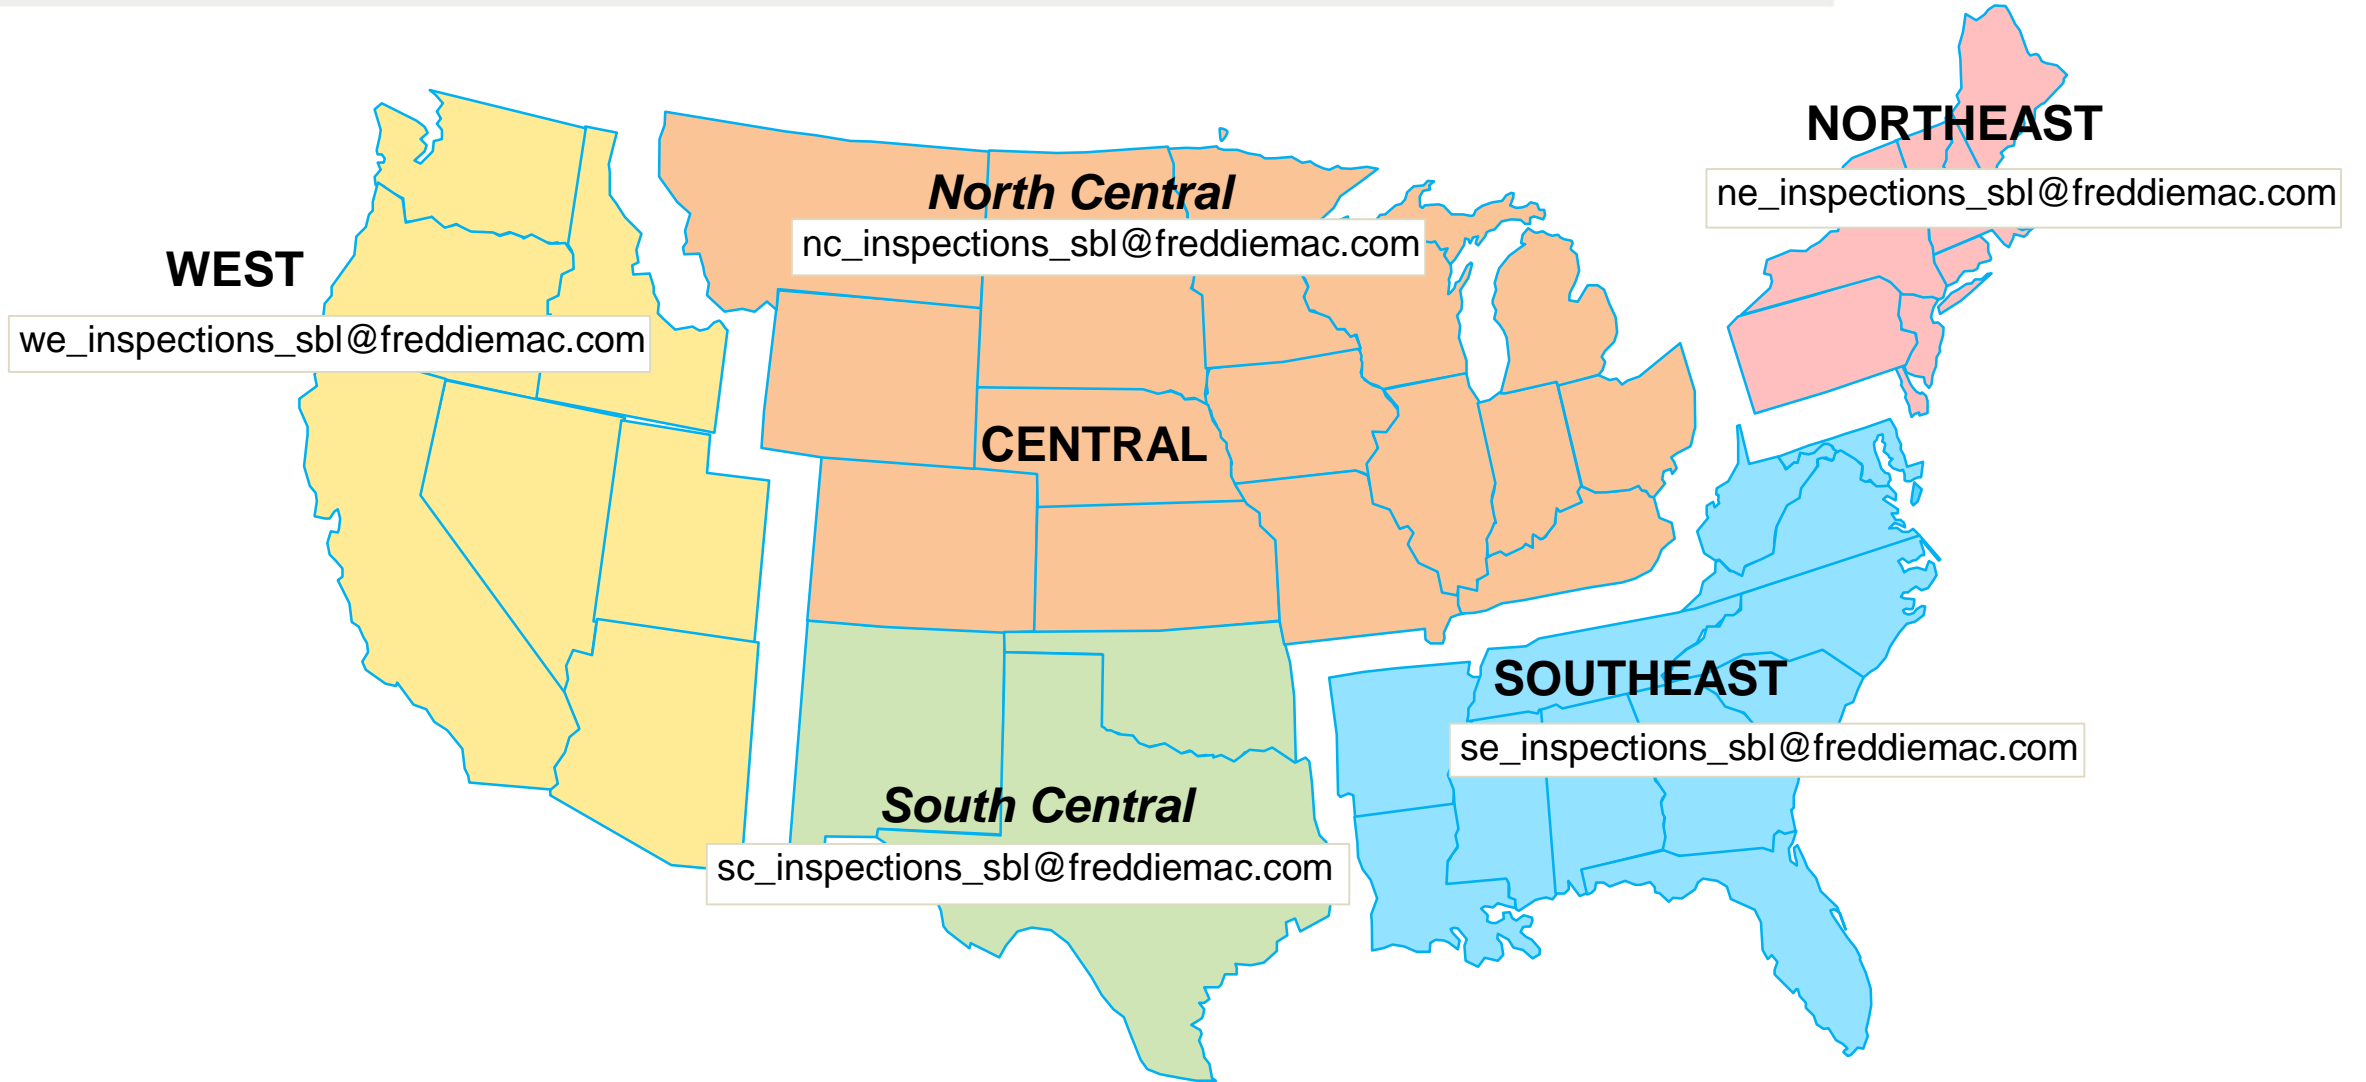 NORTHEAST
ne_inspections_sbl@freddiemac.com
North Central
nc_inspections_sbl@freddiemac.com
WEST
we_inspections_sbl@freddiemac.com
CENTRAL
SOUTHEAST
se_inspections_sbl@freddiemac.com
South Central
sc_inspections_sbl@freddiemac.com